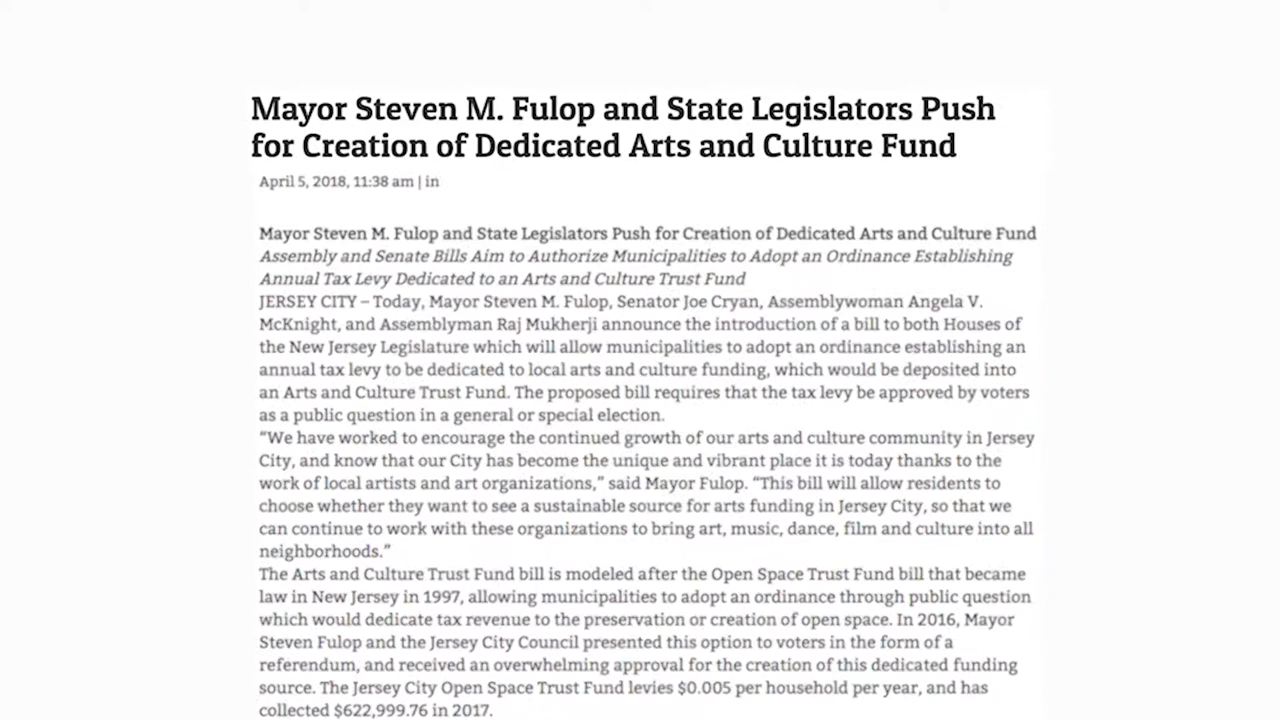 Mayor Steven M. Fulop and State Legislators Push
for Creation of Dedicated Arts and Culture Fund
April 5, 2018, 11:38 am | in
Mayor Steven M. Fulop and State Legislators Push for Creation of Dedicated Arts and Culture Fund
Assembly and Senate Bills Aim to Authorize Municipalities to Adopt an Ordinance Establishing
Annual Tax Levy Dedicated to an Arts and Culture Trust Fund
JERSEY CITY – Today, Mayor Steven M. Fulop, Senator Joe Cryan, Assemblywoman Angela V.
McKnight, and Assemblyman Raj Mukherji announce the introduction of a bill to both Houses of
the New Jersey Legislature which will allow municipalities to adopt an ordinance establishing an
annual tax levy to be dedicated to local arts and culture funding, which would be deposited into
an Arts and Culture Trust Fund. The proposed bill requires that the tax levy be approved by voters
as a public question in a general or special election.
“We have worked to encourage the continued growth of our arts and culture community in Jersey
City, and know that our City has become the unique and vibrant place it is today thanks to the
work of local artists and art organizations,” said Mayor Fulop. “This bill will allow residents to
choose whether they want to see a sustainable source for arts funding in Jersey City, so that we
can continue to work with these organizations to bring art, music, dance, film and culture into all
neighborhoods.”
The Arts and Culture Trust Fund bill is modeled after the Open Space Trust Fund bill that became
law in New Jersey in 1997, allowing municipalities to adopt an ordinance through public question
which would dedicate tax revenue to the preservation or creation of open space. In 2016, Mayor
Steven Fulop and the Jersey City Council presented this option to voters in the form of a
referendum, and received an overwhelming approval for the creation of this dedicated funding
source. The Jersey City Open Space Trust Fund levies $0.005 per household per year, and has
collected $622,999.76 in 2017.